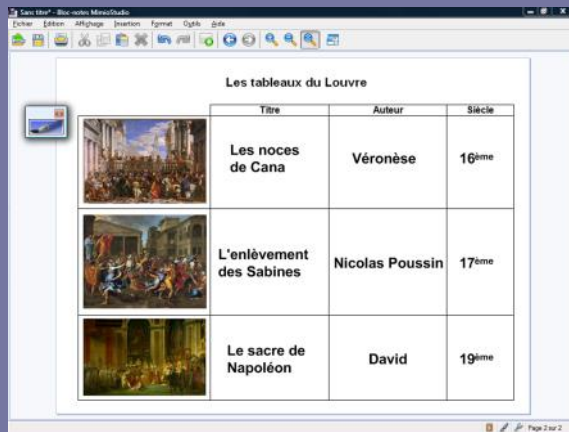 Sans titre* - Bloc-notes MimioStudio
Fichier Edition Affichage Insertion Format Outils Aide
Les tableaux du Louvre
Titre Auteur Siècle
Les noces
de Cana
Véronèse
16ème
L'enlèvement
des Sabines
Nicolas Poussin
17ème
Le sacre de
Napoléon
David
19ème
Page 2 sur 2